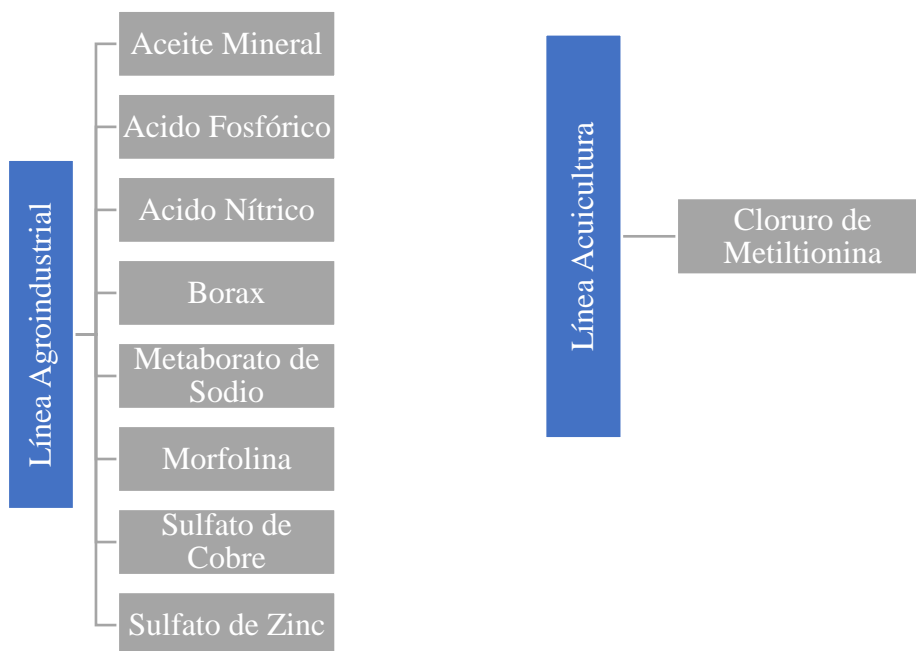 Línea Agroindustrial
Aceite Mineral
Acido Fosfórico
Acido Nítrico
Borax
Metaborato de
Sodio
Morfolina
Sulfato de
Cobre
Sulfato de Zinc
Línea Acuicultura
Cloruro de
Metiltionina